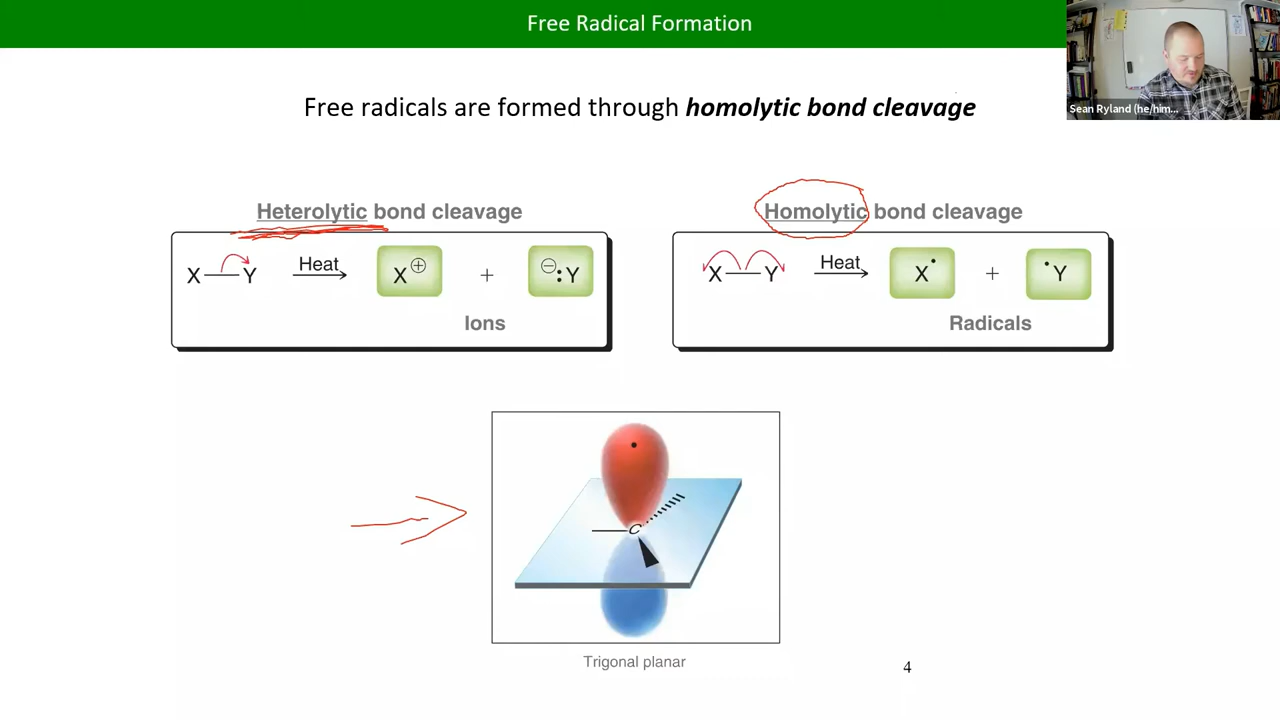 Free Radical Formation
Sean Ryland (he/him...
Free radicals are formed through homolytic bond cleavage
Heterolytic bond cleavage
X—Y Heat X⊕ + ⊖:Y
Ions
Homolytic bond cleavage
X—Y Heat X• + •Y
Radicals
C
Trigonal planar
4